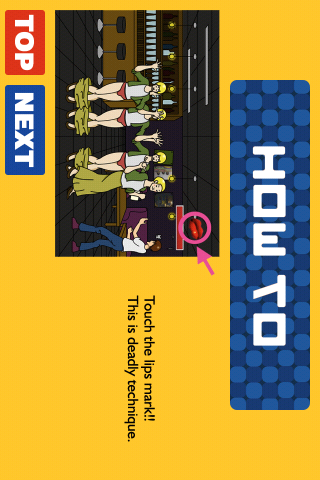 HOW TO
Touch the lips mark!!
This is deadly technique.
TOP
NEXT